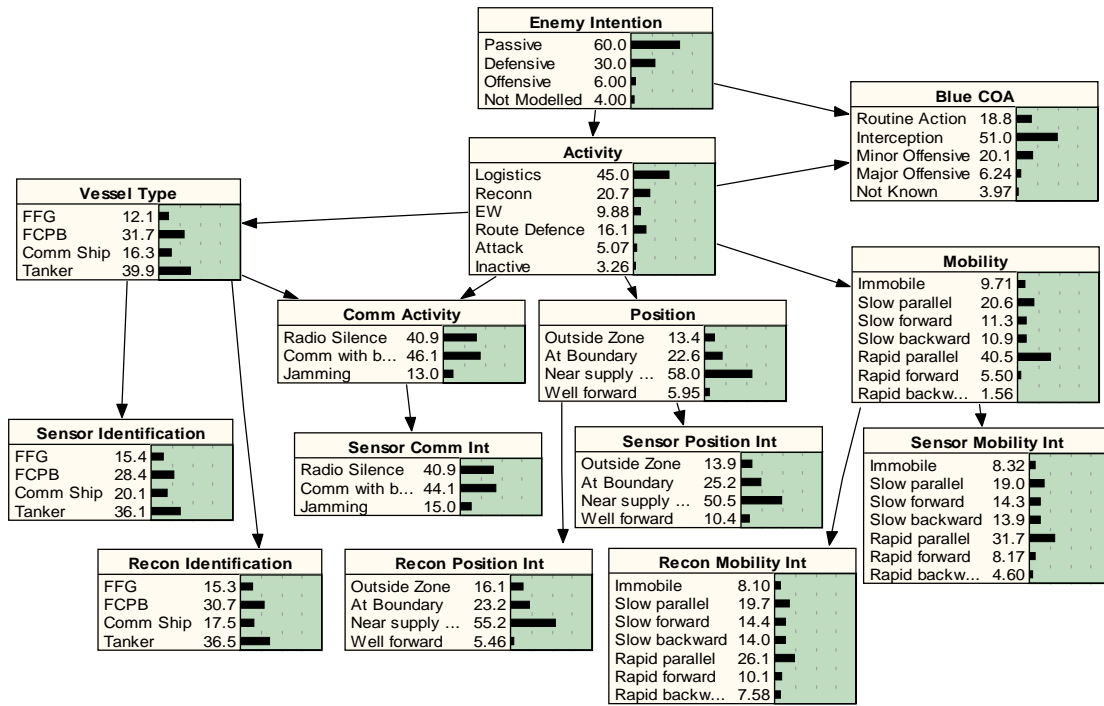 Enemy Intention
Passive 60.0
Defensive 30.0
Offensive 6.00
Not Modelled 4.00
Blue COA
Routine Action 18.8
Interception 51.0
Minor Offensive 20.1
Major Offensive 6.24
Not Known 3.97
Activity
Logistics 45.0
Reconn 20.7
EW 9.88
Route Defence 16.1
Attack 5.07
Inactive 3.26
Vessel Type
FFG 12.1
FCPB 31.7
Comm Ship 16.3
Tanker 39.9
Mobility
Immobile 9.71
Slow parallel 20.6
Slow forward 11.3
Slow backward 10.9
Rapid parallel 40.5
Rapid forward 5.50
Rapid backw... 1.56
Comm Activity
Radio Silence 40.9
Comm with b... 46.1
Jamming 13.0
Position
Outside Zone 13.4
At Boundary 22.6
Near supply ... 58.0
Well forward 5.95
Sensor Identification
FFG 15.4
FCPB 28.4
Comm Ship 20.1
Tanker 36.1
Sensor Comm Int
Radio Silence 40.9
Comm with b... 44.1
Jamming 15.0
Sensor Position Int
Outside Zone 13.9
At Boundary 25.2
Near supply ... 50.5
Well forward 10.4
Sensor Mobility Int
Immobile 8.32
Slow parallel 19.0
Slow forward 14.3
Slow backward 13.9
Rapid parallel 31.7
Rapid forward 8.17
Rapid backw... 4.60
Recon Identification
FFG 15.3
FCPB 30.7
Comm Ship 17.5
Tanker 36.5
Recon Position Int
Outside Zone 16.1
At Boundary 23.2
Near supply ... 55.2
Well forward 5.46
Recon Mobility Int
Immobile 8.10
Slow parallel 19.7
Slow forward 14.4
Slow backward 14.0
Rapid parallel 26.1
Rapid forward 10.1
Rapid backw... 7.58